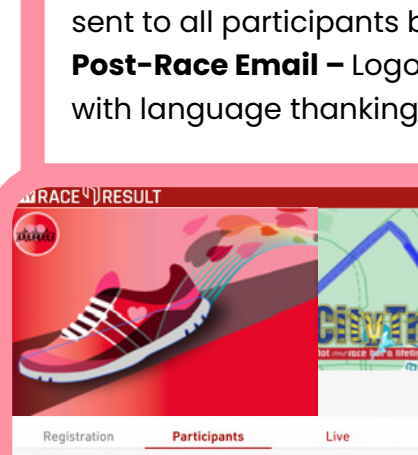 sent to all participants b
Post-Race Email – Logo
with language thanking
RACE RESULT
Registration
Participants
Live